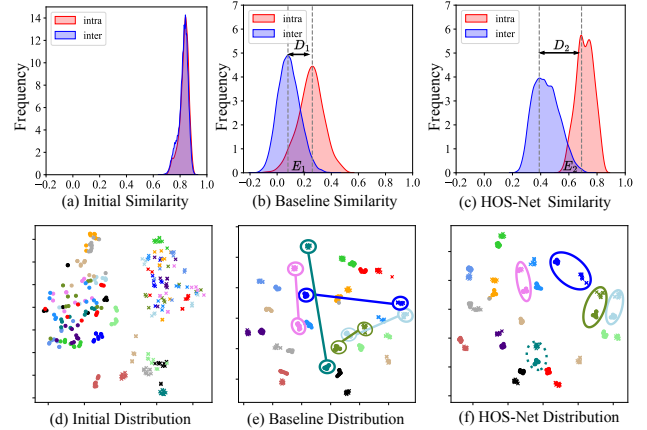 intra
inter
Frequency
14
12
10
8
6
4
2
0
−0.2 0.0 0.2 0.4 0.6 0.8 1.0
(a) Initial Similarity
intra
inter
D1
E1
Frequency
7
6
5
4
3
2
1
0
−0.2 0.0 0.2 0.4 0.6 0.8 1.0
(b) Baseline Similarity
intra
inter
D2
E2
Frequency
7
6
5
4
3
2
1
0
−0.2 0.0 0.2 0.4 0.6 0.8 1.0
(c) HOS-Net Similarity
(d) Initial Distribution
(e) Baseline Distribution
(f) HOS-Net Distribution